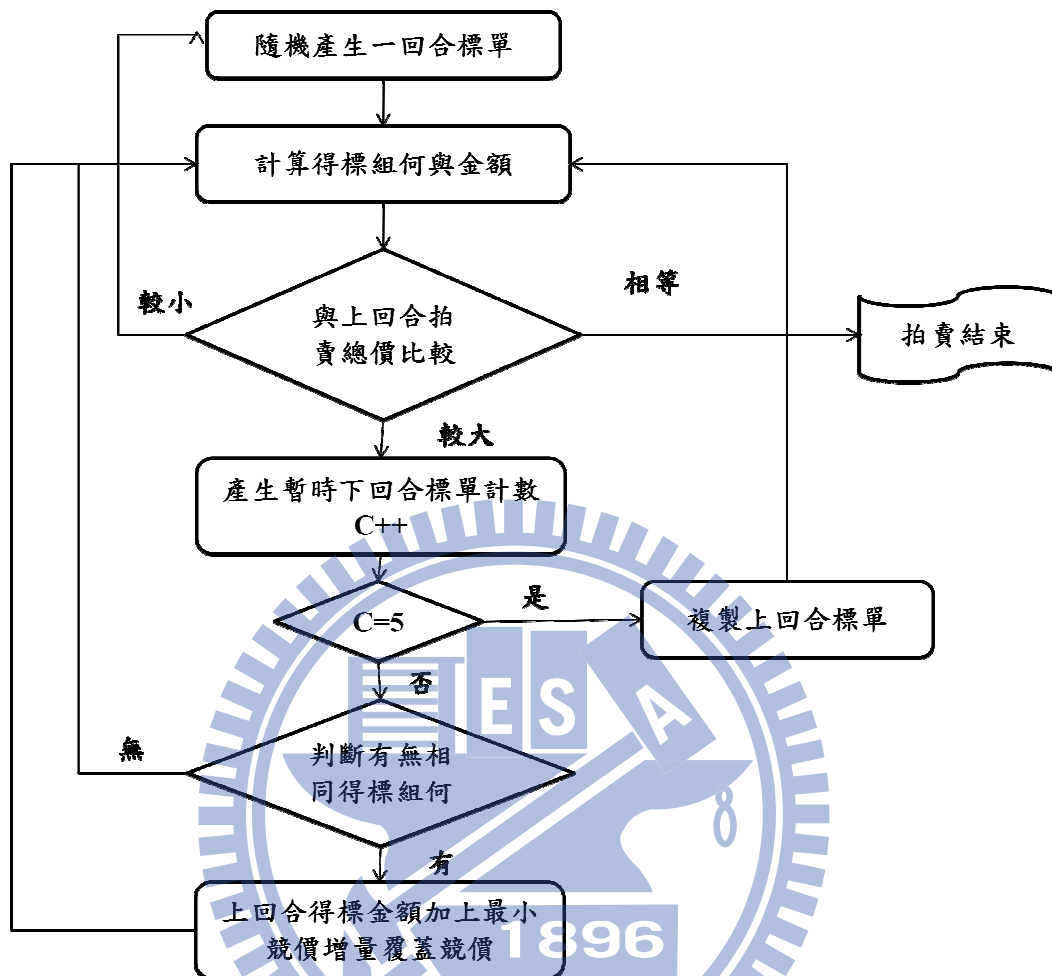 隨機產生一回合標單
計算得標組何與金額
較小
與上回合拍
賣總價比較
相等
拍賣結束
較大
產生暫時下回合標單計數
C++
C=5
是
複製上回合標單
否
ES
A
無
判斷有無相
同得標組何
8
有
上回合得標金額加上最小
競價增量覆蓋競價
1896